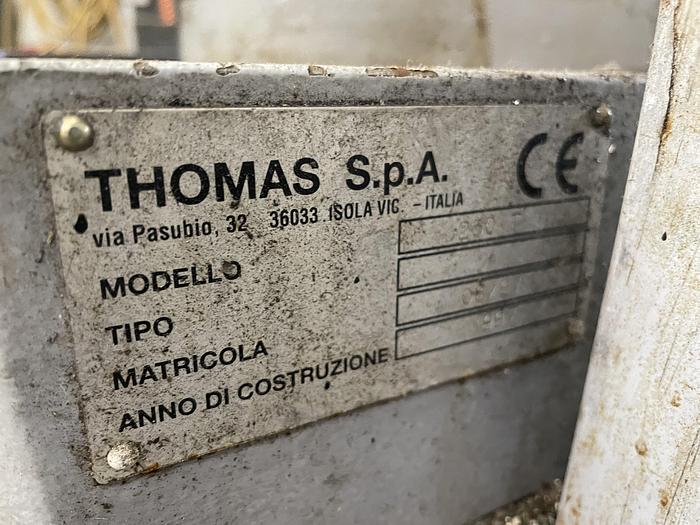 THOMAS S.p.A. CE
via Pasubio, 32 36033 ISOLA VIC. - ITALIA
MODELLO
TIPO
MATRICOLA
ANNO DI COSTRUZIONE